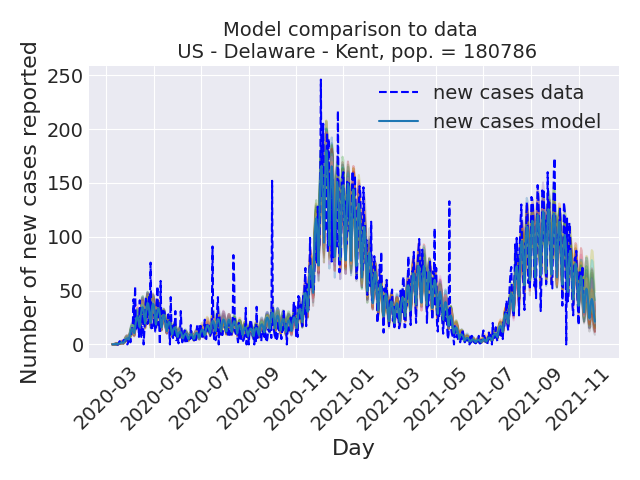 Model comparison to data
US - Delaware - Kent, pop. = 180786
Number of new cases reported
250
200
150
100
50
0
new cases data
new cases model
2020-03
2020-05
2020-07
2020-09
2020-11
2021-01
2021-03
2021-05
2021-07
2021-09
2021-11
Day